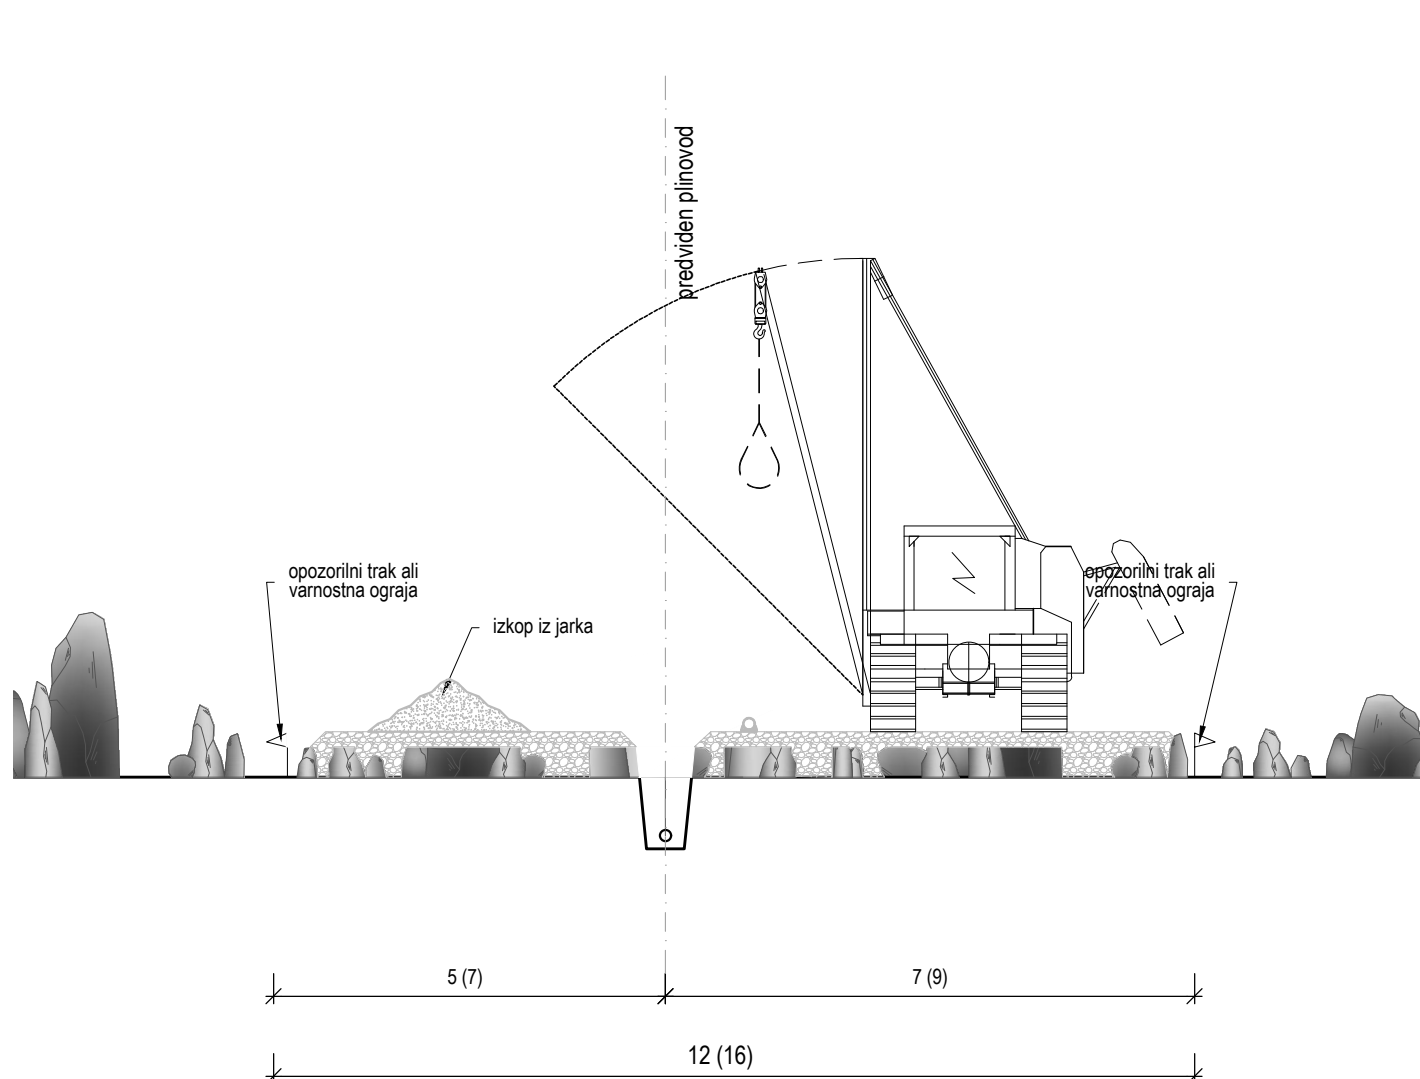 predviden plinovod
opozorilni trak ali
varnostna ograja
izkop iz jarka
opozorilni trak ali
varnostna ograja
5 (7)
7 (9)
12 (16)